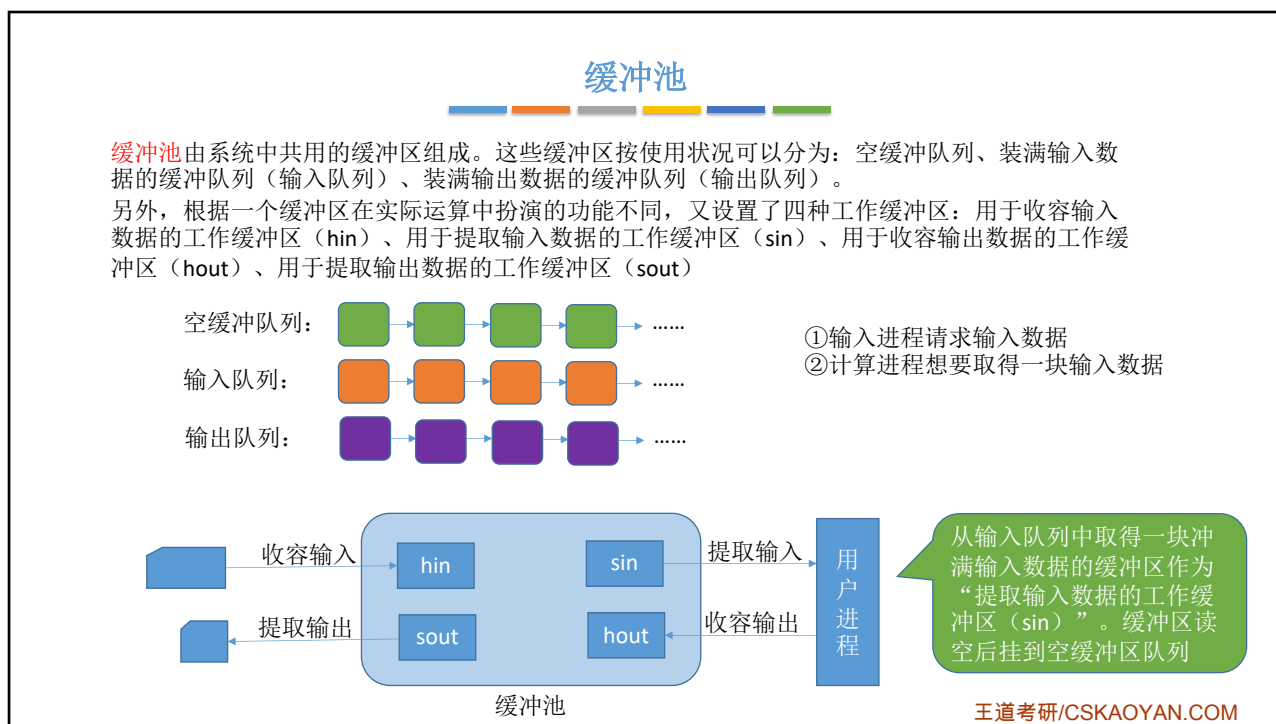 缓冲池
缓冲池由系统中共用的缓冲区组成。这些缓冲区按使用状况可以分为：空缓冲队列、装满输入数
据的缓冲队列（输入队列）、装满输出数据的缓冲队列（输出队列）。
另外，根据一个缓冲区在实际运算中扮演的功能不同，又设置了四种工作缓冲区：用于收容输入
数据的工作缓冲区（hin）、用于提取输入数据的工作缓冲区（sin）、用于收容输出数据的工作缓
冲区（hout）、用于提取输出数据的工作缓冲区（sout）
空缓冲队列：
......
输入队列：
......
输出队列：
......
①输入进程请求输入数据
②计算进程想要取得一块输入数据
收容输入
hin
sin
提取输入
提取输出
sout
hout
收容输出
用
户
进
程
缓冲池
从输入队列中取得一块冲
满输入数据的缓冲区作为
“提取输入数据的工作缓
冲区（sin）”。缓冲区读
空后挂到空缓冲区队列
王道考研/CSKAOYAN.COM